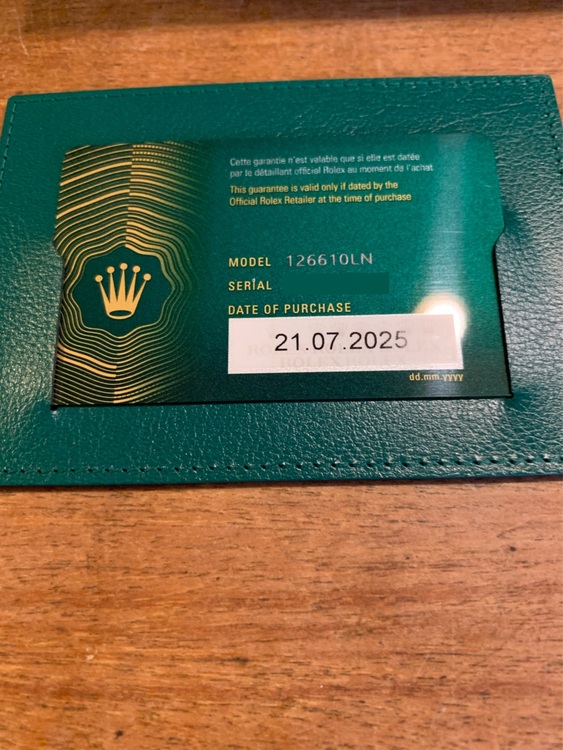 Cette garantie n'est valable que si elle est datée
par le détaillant officiel Rolex au moment de l'achat
This guarantee is valid only if dated by the
Official Rolex Retailer at the time of purchase
MODEL 126610LN
SERIAL
DATE OF PURCHASE
21.07.2025
dd.mm.yyyy